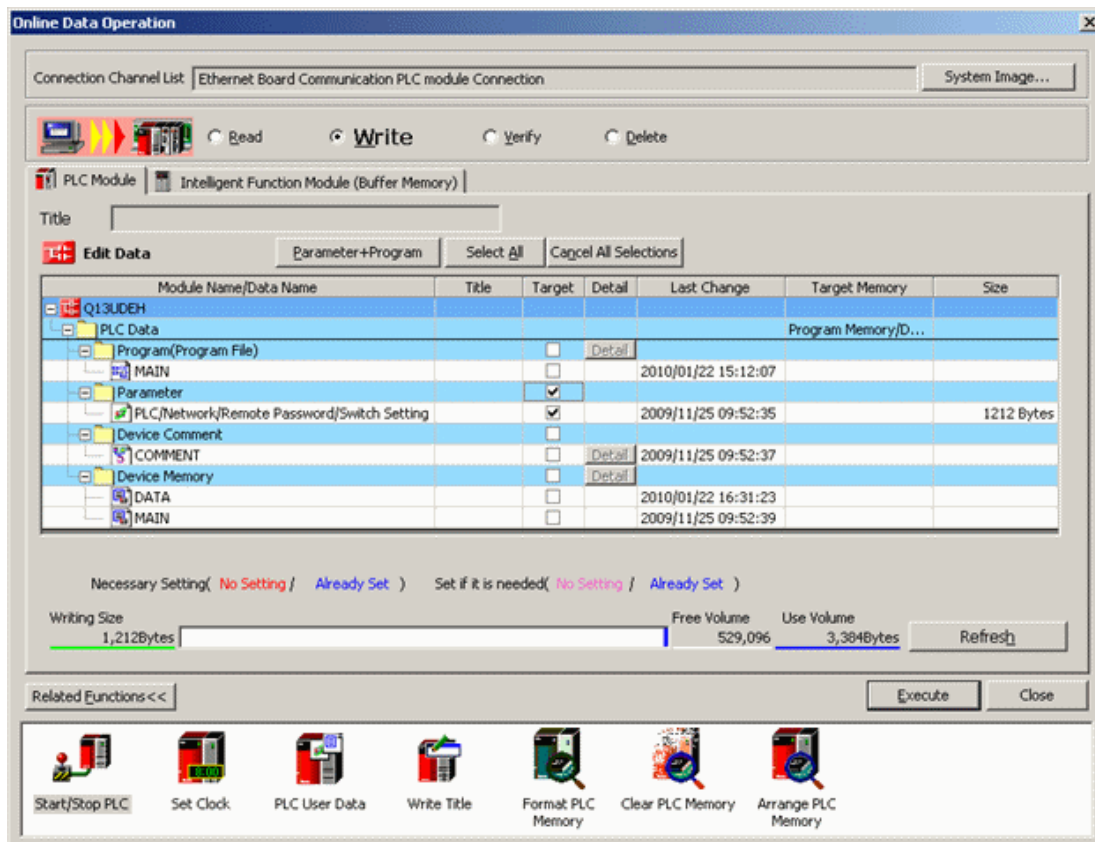 Online Data Operation
Connection Channel List Ethernet Board Communication PLC module Connection System Image...
Read Write Verify Delete
PLC Module Intelligent Function Module (Buffer Memory)
Title
Edit Data Parameter+Program Select All Cancel All Selections
Module Name/Data Name Title Target Detail Last Change Target Memory Size
Q13UDEH
PLC Data Program Memory/D...
Program(Program File) Detail
MAIN 2010/01/22 15:12:07
Parameter
PLC/Network/Remote Password/Switch Setting 2009/11/25 09:52:35 1212 Bytes
Device Comment
COMMENT Detail 2009/11/25 09:52:37
Device Memory Detail
DATA 2010/01/22 16:31:23
MAIN 2009/11/25 09:52:39
Necessary Setting( No Setting / Already Set ) Set if it is needed( No Setting / Already Set )
Writing Size Free Volume Use Volume
1,212Bytes 529,096 3,384Bytes Refresh
Related Functions<< Execute Close
8:00
Start/Stop PLC Set Clock PLC User Data Write Title Format PLC Clear PLC Memory Arrange PLC
Memory Memory